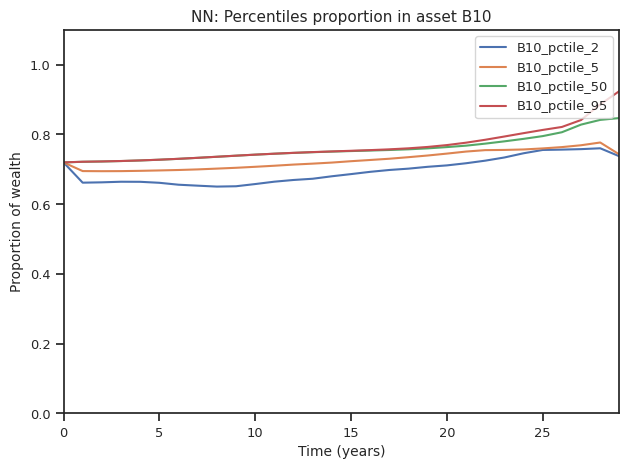 NN: Percentiles proportion in asset B10
B10_pctile_2
B10_pctile_5
B10_pctile_50
B10_pctile_95
Proportion of wealth
1.0
0.8
0.6
0.4
0.2
0.0
0 5 10 15 20 25
Time (years)